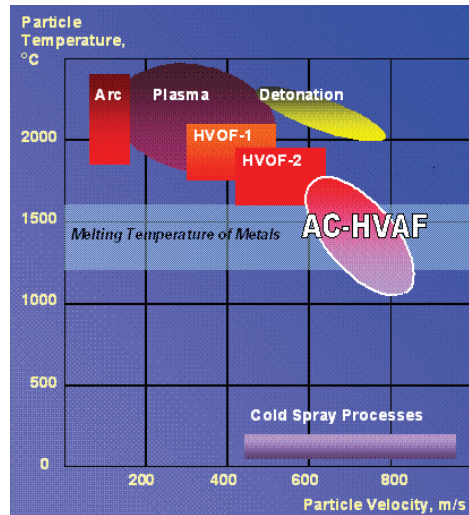 Particle
Temperature,
°C
Arc
Plasma
Detonation
2000
HVOF-1
HVOF-2
1500
Melting Temperature of Metals
AC-HVAF
1000
500
Cold Spray Processes
0
200
400
600
800
Particle Velocity, m/s